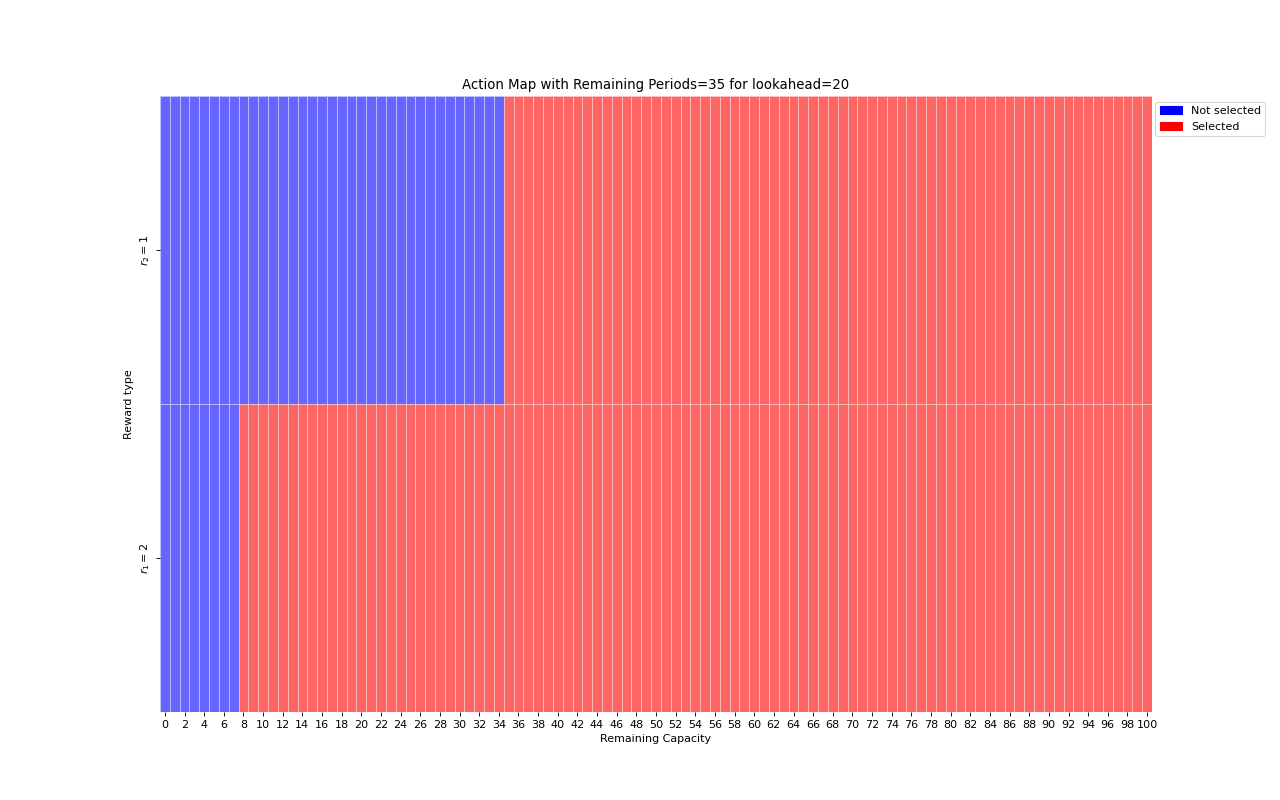 Action Map with Remaining Periods=35 for lookahead=20
Not selected
Selected
r₂ = 1
Reward type
r₁ = 2
0 2 4 6 8 10 12 14 16 18 20 22 24 26 28 30 32 34 36 38 40 42 44 46 48 50 52 54 56 58 60 62 64 66 68 70 72 74 76 78 80 82 84 86 88 90 92 94 96 98 100
Remaining Capacity